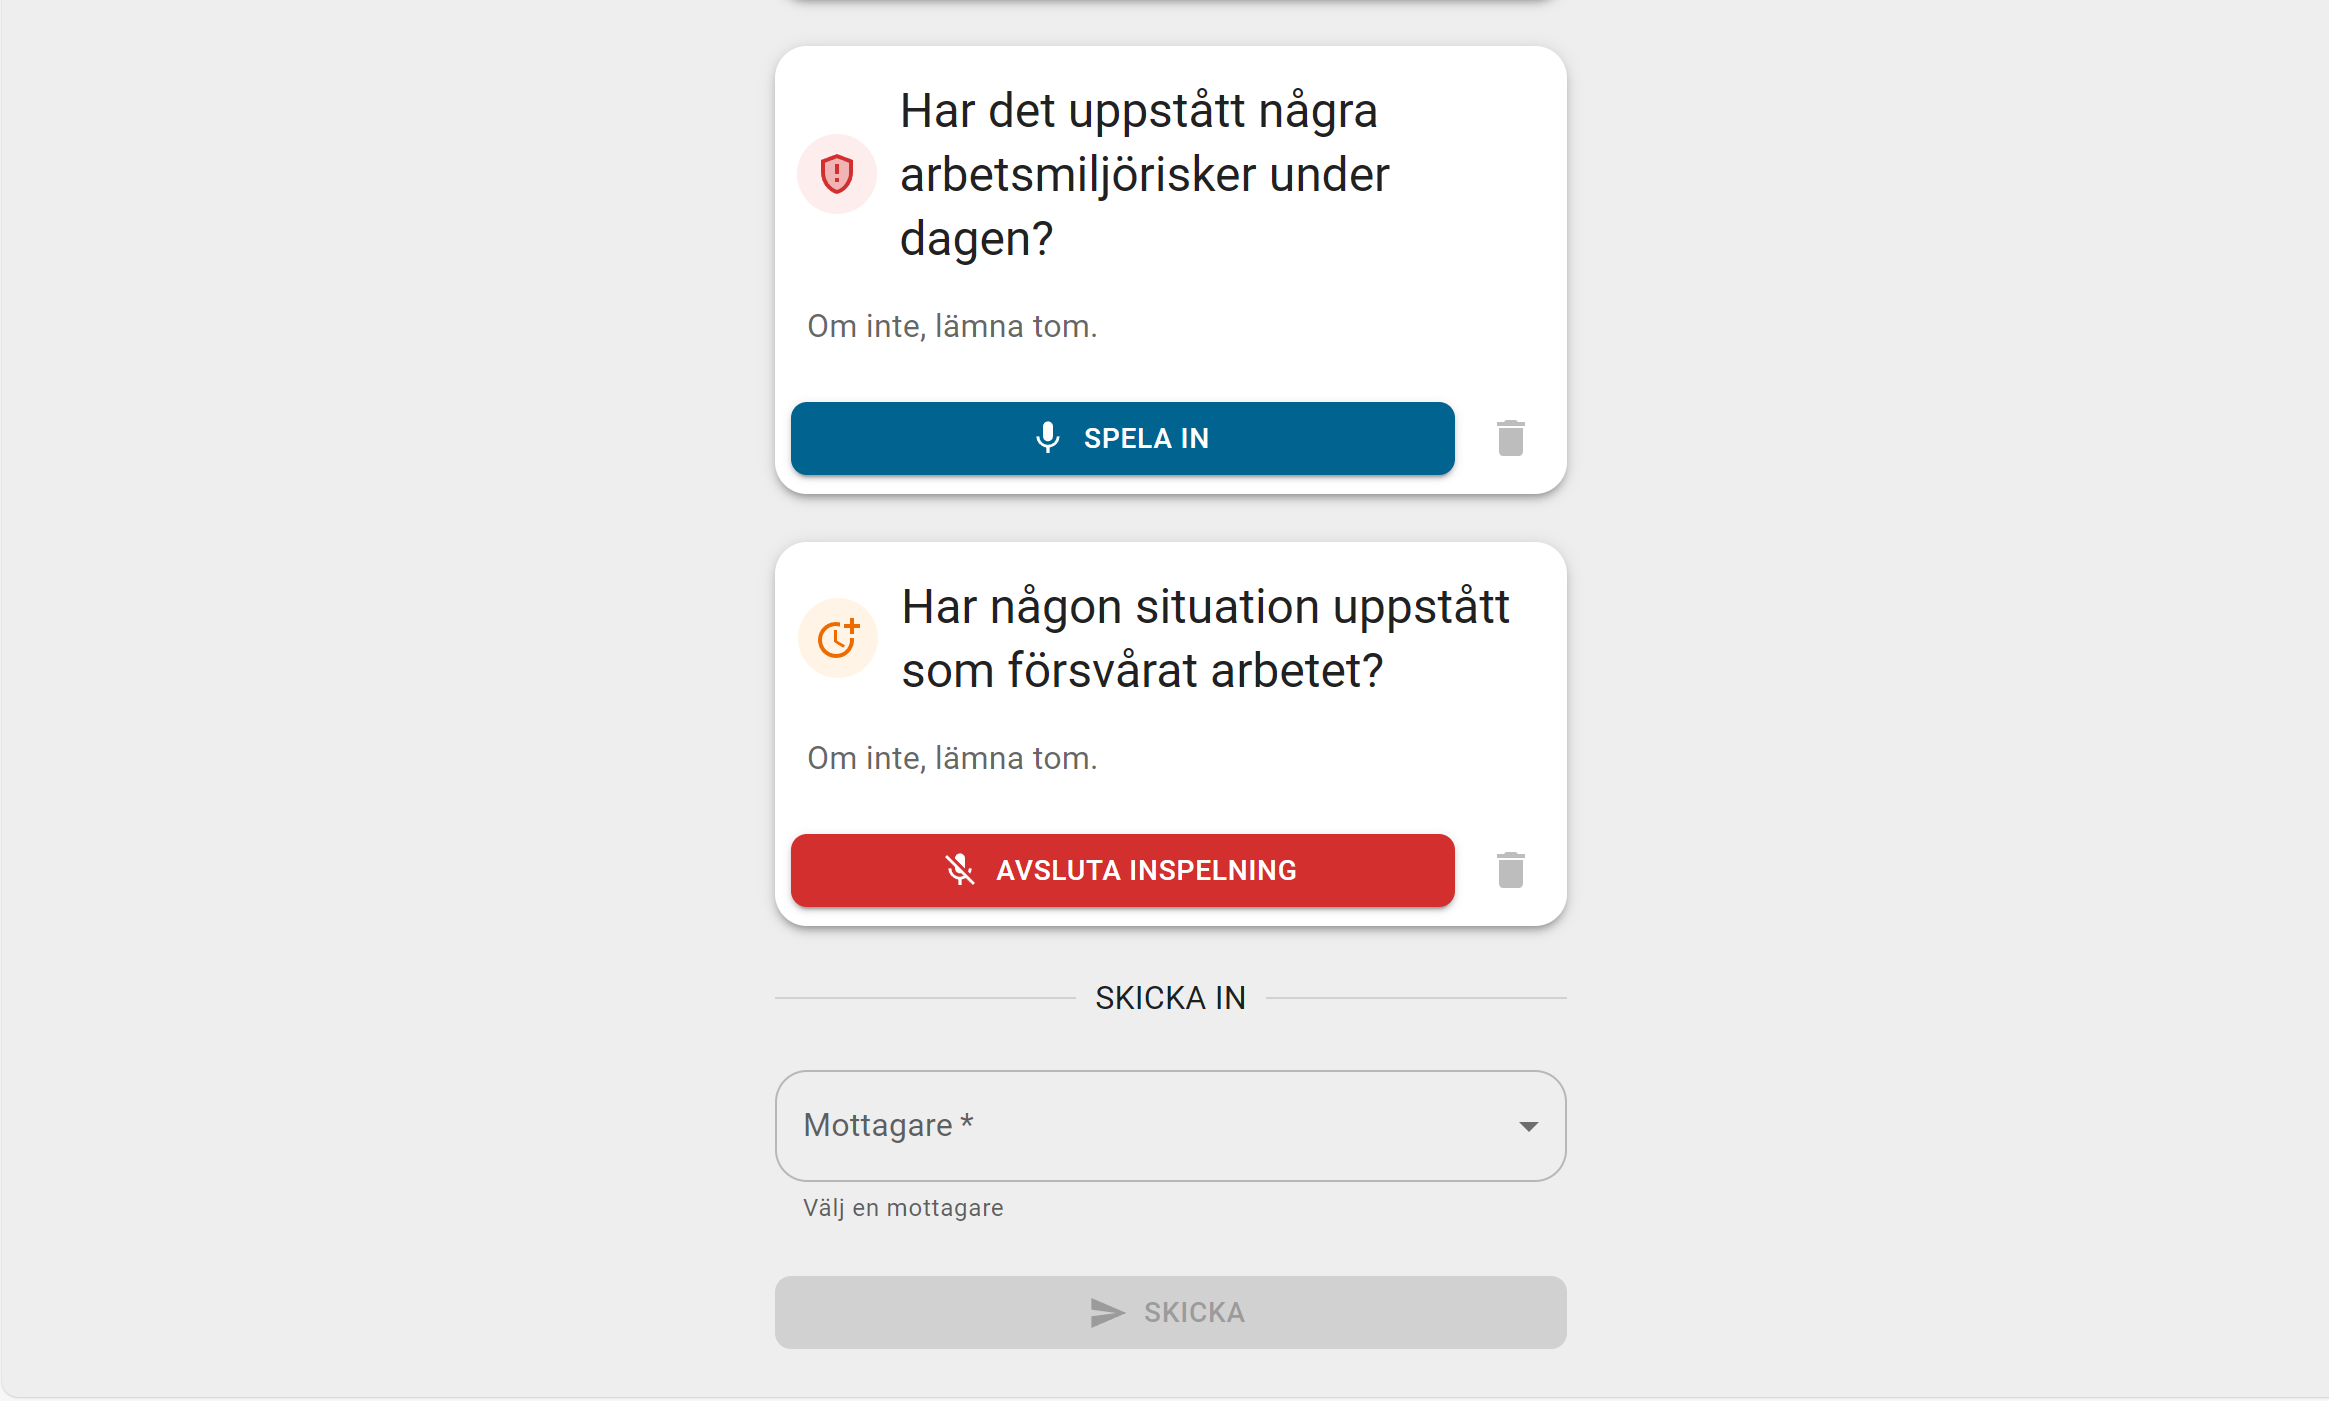 Har det uppstått några
arbetsmiljörisker under
dagen?
Om inte, lämna tom.
SPELA IN
Har någon situation uppstått
som försvårat arbetet?
Om inte, lämna tom.
AVSLUTA INSPELNING
SKICKA IN
Mottagare *
Välj en mottagare
SKICKA